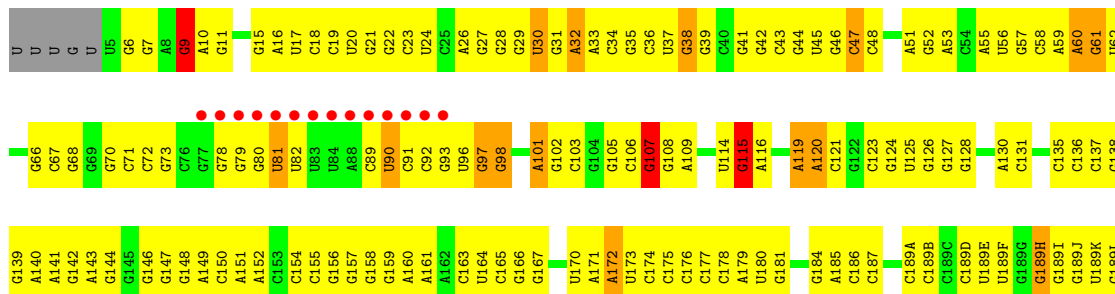 U U U G U U5 G6 G7 A8 G9 A10 G11 G15 A16 U17 C18 C19 U20 G21 G22 C23 U24 C25 A26 G27 G28 G29 U30 G31 A32 A33 C34 G35 C36 U37 G38 G39 C40 G41 G42 C43 G44 U45 G46 C47 C48 A51 G52 A53 C54 A55 U56 G57 C58 A59 A60 G61 U62
G66 C67 G68 G69 G70 C71 C72 G73 C76 G77 G78 G79 G80 U81 U82 U83 U84 A88 C89 U90 C91 C92 G93 U96 G97 G98 A101 G102 C103 G104 G105 C106 G107 G108 A109 U114 G115 A116 A119 A120 C121 G122 C123 G124 U125 G126 G127 G128 A130 C131 C135 C136 C137
G139 A140 A141 G142 A143 G144 G145 G146 G147 G148 A149 C150 A151 A152 C153 C154 C155 G156 G157 G158 G159 A160 A161 A162 C163 U164 C165 G166 G167 U170 A171 A172 U173 C174 C175 C176 C177 C178 A179 U180 G181 G184 A185 C186 C187 C189A C189B C189C C189D U189E U189F G189G G189H G189I G189J U189K